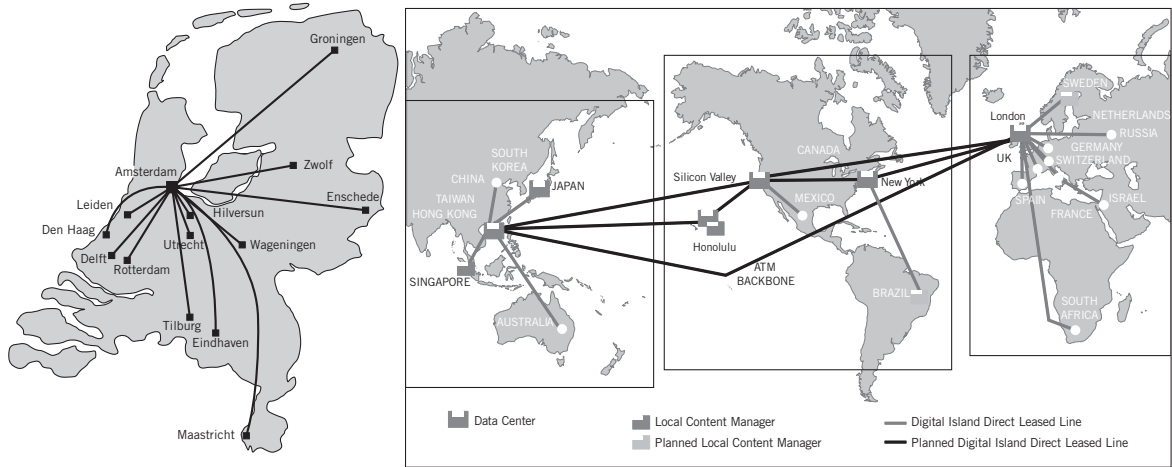 Groningen
Zwolf
Amsterdam
Enschede
Leiden
Hilversun
Den Haag
Utrecht
Wageningen
Delft
Rotterdam
Tilburg
Eindhaven
Maastricht
SWEDEN
London
NETHERLANDS
RUSSIA
UK
GERMANY
SWITZERLAND
SPAIN
FRANCE
ISRAEL
SOUTH
AFRICA
CANADA
Silicon Valley
New York
MEXICO
Honolulu
ATM
BACKBONE
BRAZIL
SOUTH
KOREA
CHINA
JAPAN
TAIWAN
HONG KONG
SINGAPORE
AUSTRALIA
Data Center
Local Content Manager
Planned Local Content Manager
Digital Island Direct Leased Line
Planned Digital Island Direct Leased Line